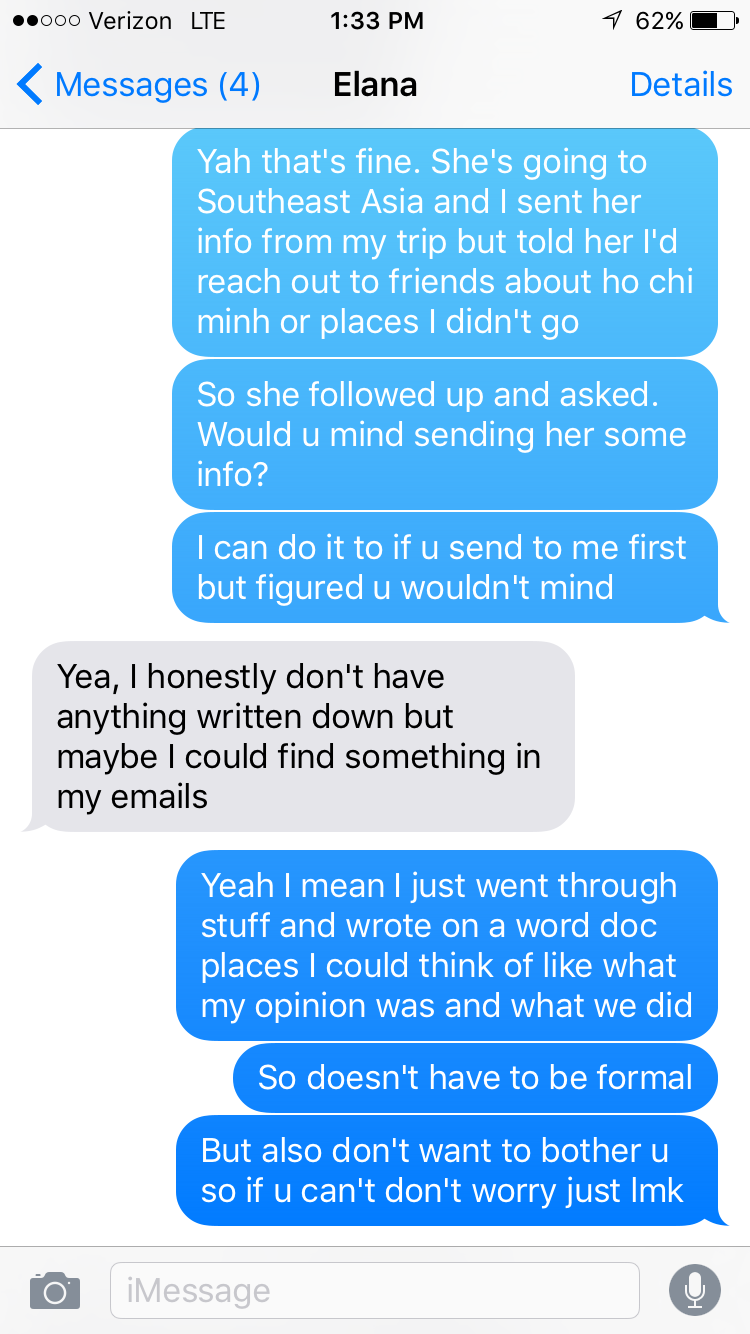 Verizon LTE 1:33 PM 62%
Messages (4) Elana Details
Yah that's fine. She's going to
Southeast Asia and I sent her
info from my trip but told her I'd
reach out to friends about ho chi
minh or places I didn't go
So she followed up and asked.
Would u mind sending her some
info?
I can do it to if u send to me first
but figured u wouldn't mind
Yea, I honestly don't have
anything written down but
maybe I could find something in
my emails
Yeah I mean I just went through
stuff and wrote on a word doc
places I could think of like what
my opinion was and what we did
So doesn't have to be formal
But also don't want to bother u
so if u can't don't worry just lmk
iMessage